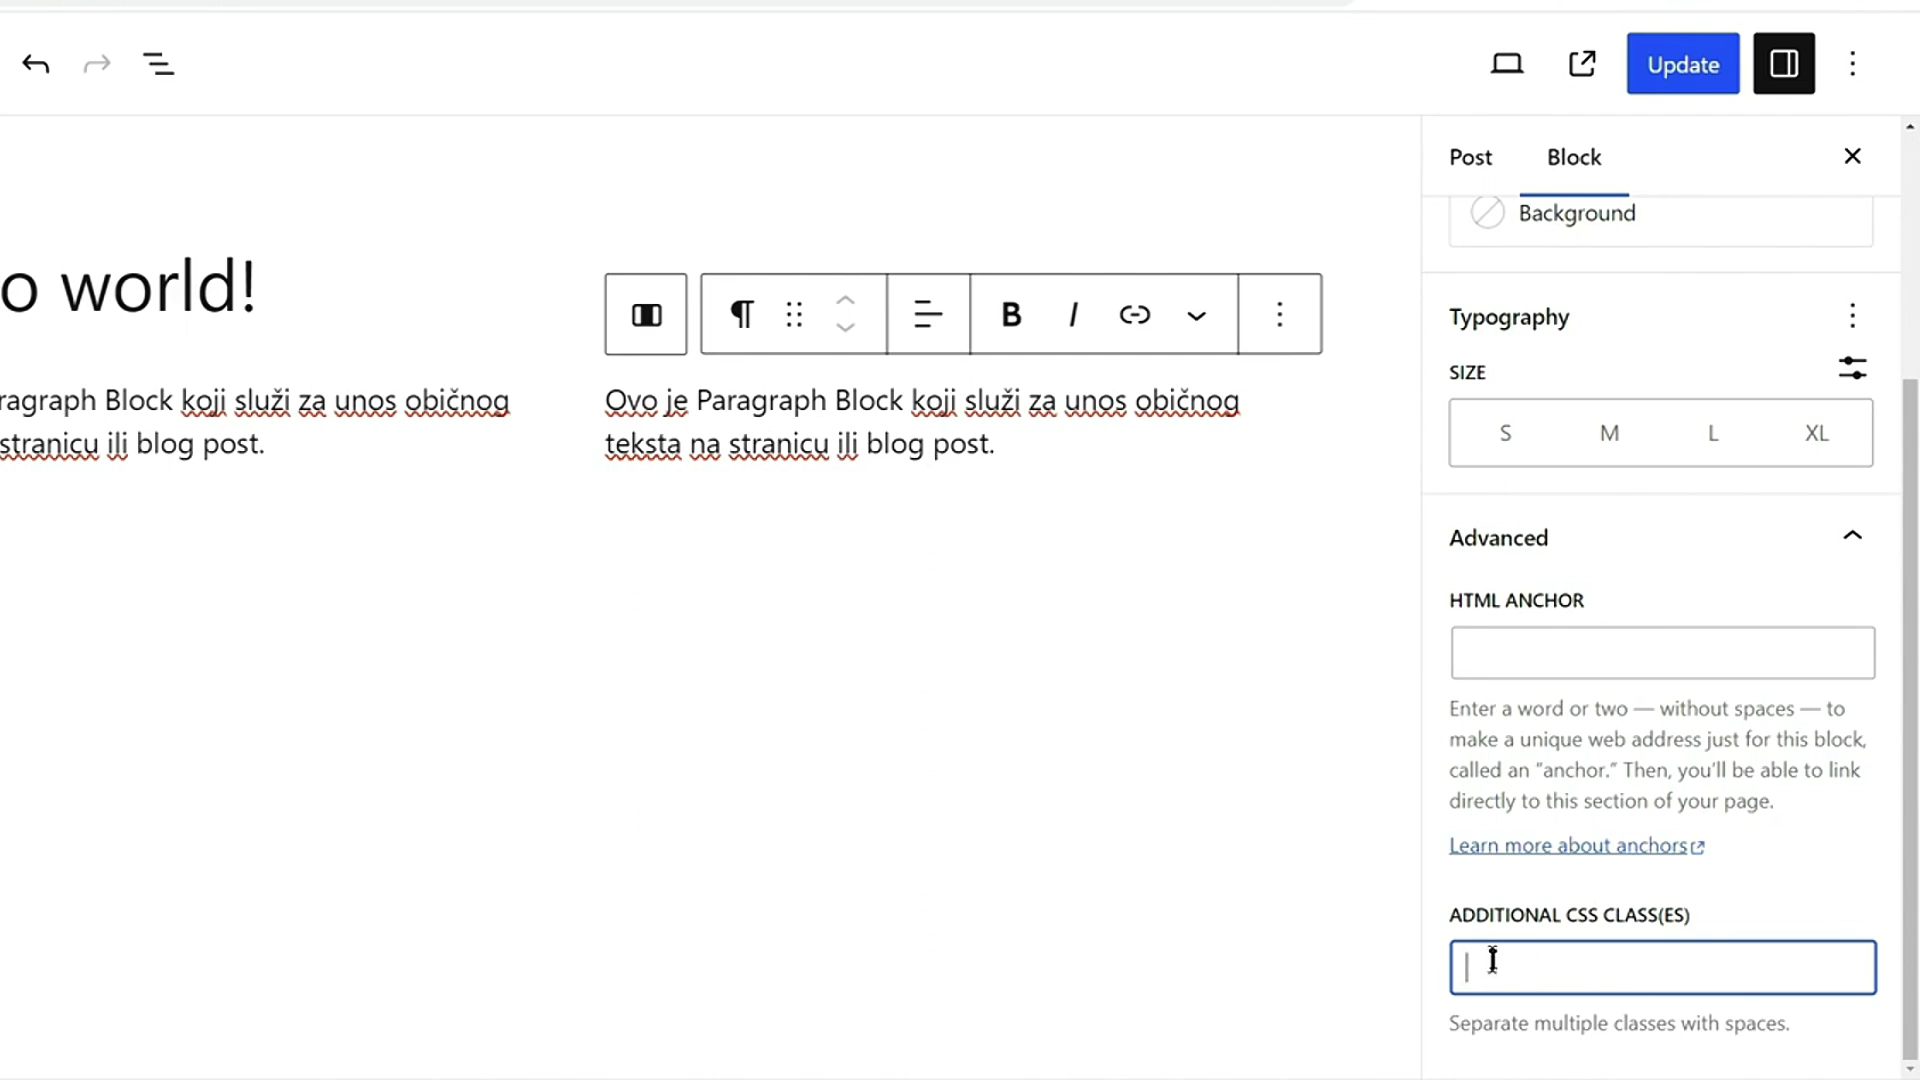 Update
Post
Block
Background
o world!
B I
Typography
SIZE
S M L XL
ragraph Block koji služi za unos običnog
stranicu ili blog post.
Ovo je Paragraph Block koji služi za unos običnog
teksta na stranicu ili blog post.
Advanced
HTML ANCHOR
Enter a word or two — without spaces — to
make a unique web address just for this block,
called an “anchor.” Then, you’ll be able to link
directly to this section of your page.
Learn more about anchors
ADDITIONAL CSS CLASS(ES)
Separate multiple classes with spaces.